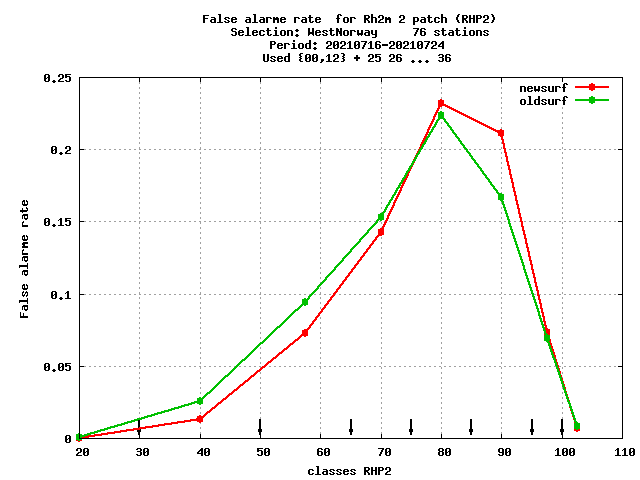 False alarme rate  for Rh2m 2 patch (RHP2)
Selection: WestNorway     76 stations
Period: 20210716-20210724
Used {00,12} + 25 26 ... 36
0.25
newsurf
oldsurf
0.2
0.15
0.1
0.05
0
False alarme rate
20 30 40 50 60 70 80 90 100 110
classes RHP2